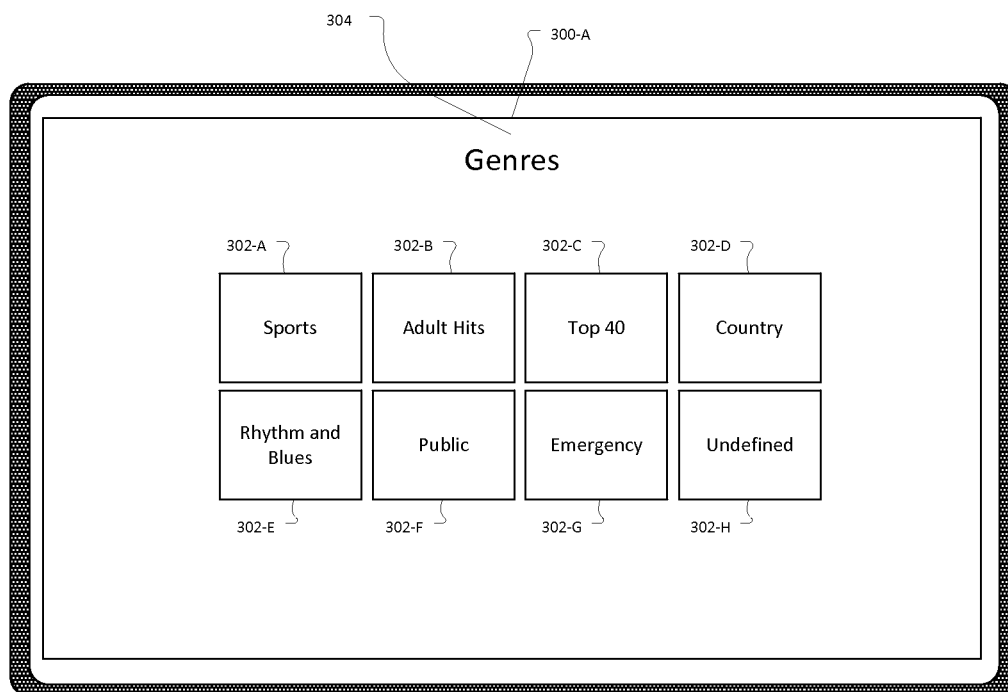 304
300-A
Genres
302-A
302-B
302-C
302-D
Sports
Adult Hits
Top 40
Country
Rhythm and
Blues
Public
Emergency
Undefined
302-E
302-F
302-G
302-H